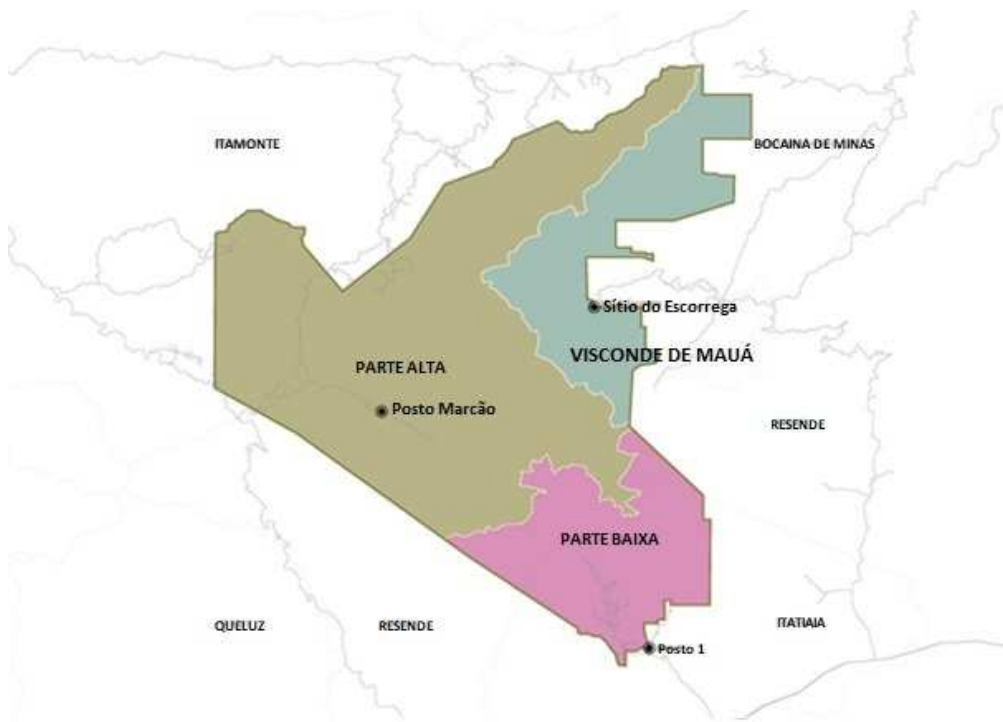 ITAMONTE
BOCAINA DE MINAS
Sítio do Escorrega
VISCONDE DE MAUÁ
PARTE ALTA
Posto Marcão
RESENDE
PARTE BAIXA
QUELUZ
RESENDE
ITATIAIA
Posto 1